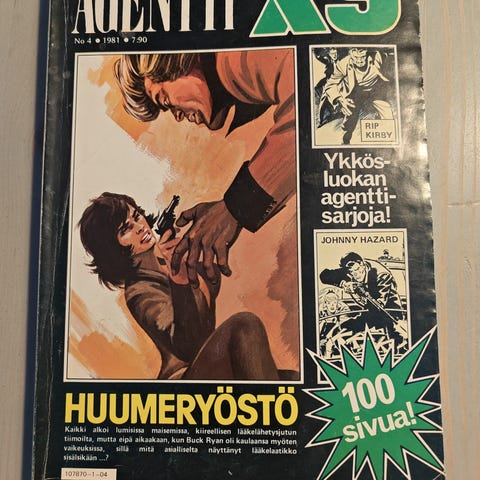 AGENTTI X9
No 4 ● 1981 ● 7:90
RIP
KIRBY
Ykkös-
luokan
agentti-
sarjoja!
JOHNNY HAZARD
100
sivua!
HUUMERYÖSTÖ
Kaikki alkoi lumisissa maisemissa, kiireellisen lääkelähetysjutun
tiimoilta, mutta eipä aikaakaan, kun Buck Ryan oli kaulaansa myöten
vaikeuksissa, sillä mitä asialliselta näyttänyt lääkelaatikko
sisälsikään ...?
107870-1-04